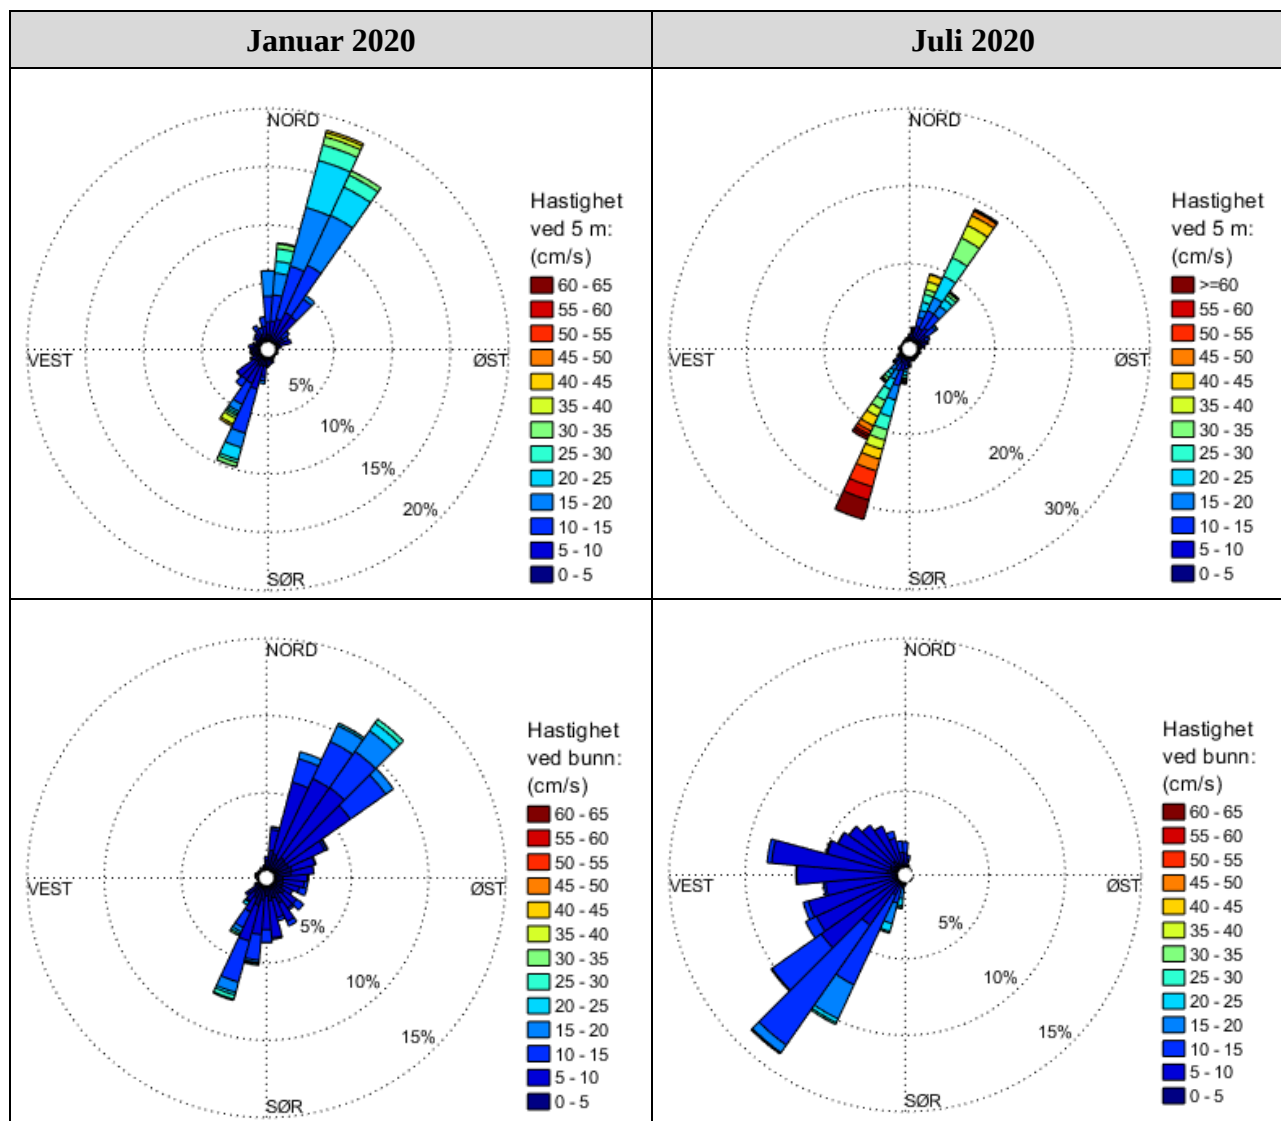 Januar 2020
Juli 2020
NORD
VEST
ØST
SØR
5%
10%
15%
20%
Hastighet
ved 5 m:
(cm/s)
60 - 65
55 - 60
50 - 55
45 - 50
40 - 45
35 - 40
30 - 35
25 - 30
20 - 25
15 - 20
10 - 15
5 - 10
0 - 5
NORD
VEST
ØST
SØR
10%
20%
30%
Hastighet
ved 5 m:
(cm/s)
>=60
55 - 60
50 - 55
45 - 50
40 - 45
35 - 40
30 - 35
25 - 30
20 - 25
15 - 20
10 - 15
5 - 10
0 - 5
NORD
VEST
ØST
SØR
5%
10%
15%
Hastighet
ved bunn:
(cm/s)
60 - 65
55 - 60
50 - 55
45 - 50
40 - 45
35 - 40
30 - 35
25 - 30
20 - 25
15 - 20
10 - 15
5 - 10
0 - 5
NORD
VEST
ØST
SØR
5%
10%
15%
Hastighet
ved bunn:
(cm/s)
60 - 65
55 - 60
50 - 55
45 - 50
40 - 45
35 - 40
30 - 35
25 - 30
20 - 25
15 - 20
10 - 15
5 - 10
0 - 5